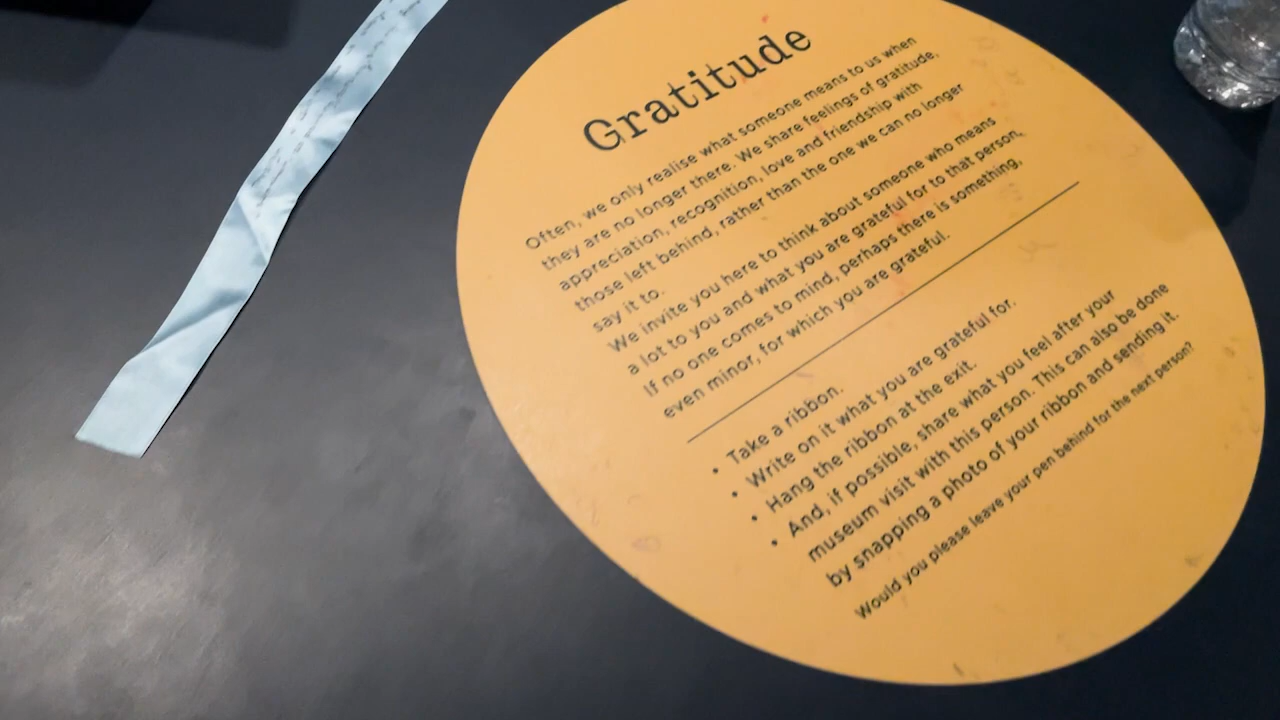 Gratitude
Often, we only realise what someone means to us when
they are no longer there. We share feelings of gratitude,
appreciation, recognition, love and friendship with
those left behind, rather than the one we can no longer
say it to.
We invite you here to think about someone who means
a lot to you and what you are grateful for to that person,
If no one comes to mind, perhaps there is something,
even minor, for which you are grateful.
• Take a ribbon.
• Write on it what you are grateful for.
• Hang the ribbon at the exit.
• And, if possible, share what you feel after your
museum visit with this person. This can also be done
by snapping a photo of your ribbon and sending it.
Would you please leave your pen behind for the next person?